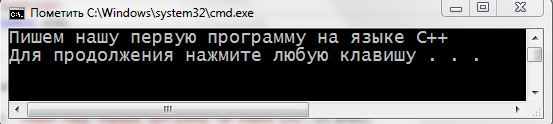 Пометить C:\Windows\system32\cmd.exe
Пишем нашу первую программу на языке C++
Для продолжения нажмите любую клавишу . . .